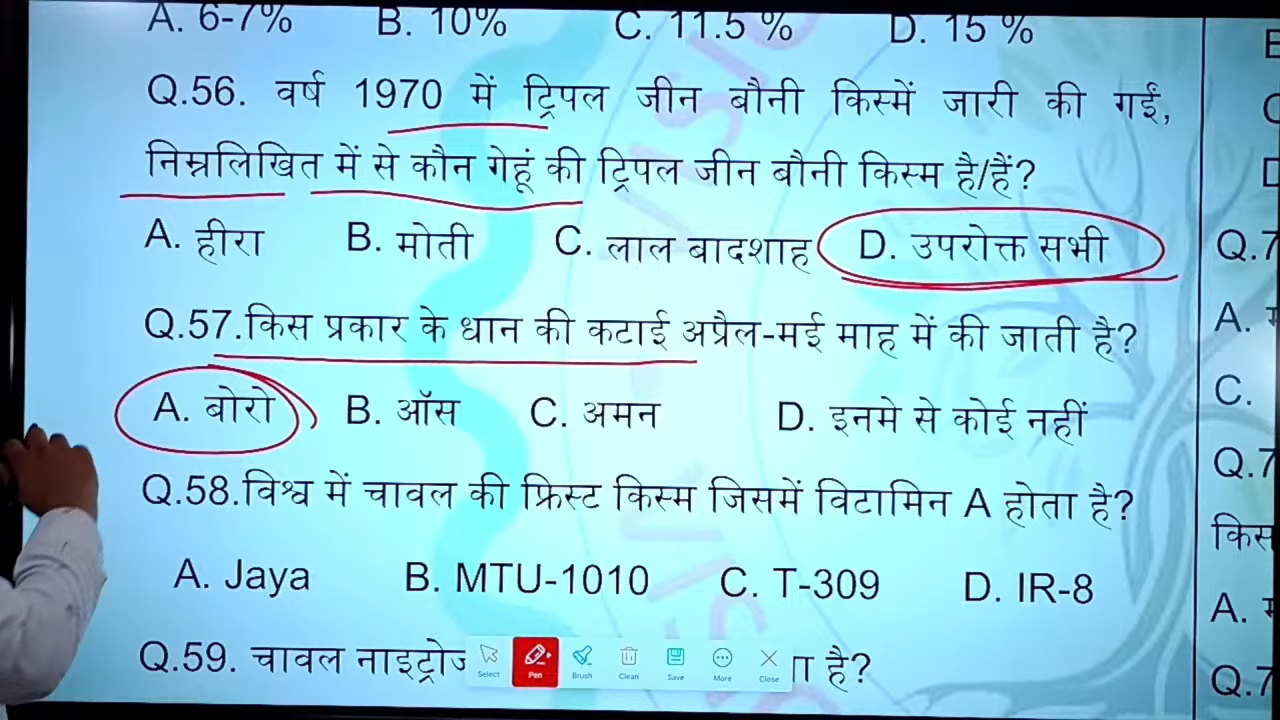 A. 6-7% B. 10% C. 11.5 % D. 15 %
Q.56. वर्ष 1970 में ट्रिपल जीन बौनी किस्में जारी की गईं,
निम्नलिखित में से कौन गेहूं की ट्रिपल जीन बौनी किस्म है/हैं?
A. हीरा B. मोती C. लाल बादशाह D. उपरोक्त सभी
Q.57.किस प्रकार के धान की कटाई अप्रैल-मई माह में की जाती है?
A. बोरो B. ऑस C. अमन D. इनमे से कोई नहीं
Q.58.विश्व में चावल की फ्रिस्ट किस्म जिसमें विटामिन A होता है?
A. Jaya B. MTU-1010 C. T-309 D. IR-8
Q.59. चावल है?
Select Pen Brush Clean Save More Close
Q.7
A.
C.
Q.7
किस
A.
Q.7